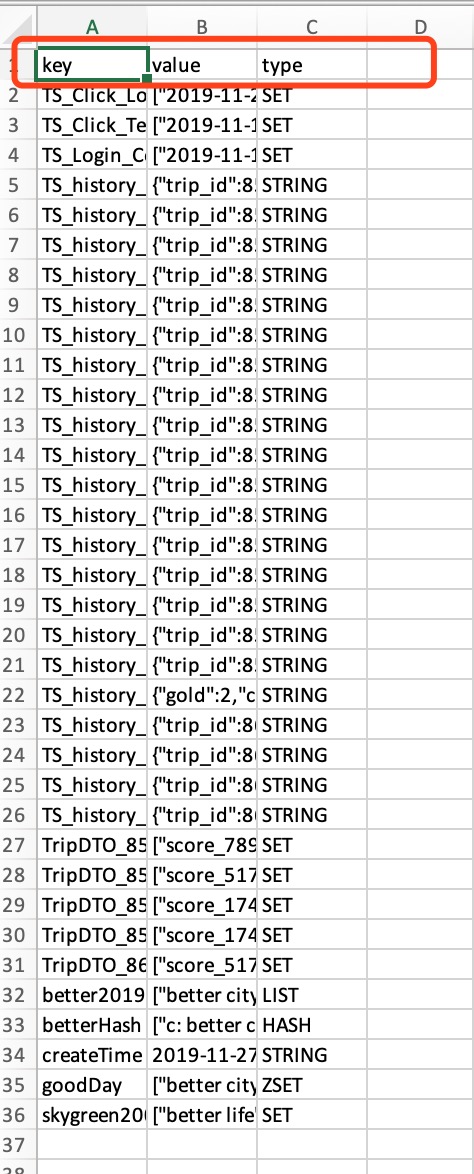 A B C D
1 key value type
2 TS_Click_Lo ["2019-11-2 SET
3 TS_Click_Te ["2019-11-1 SET
4 TS_Login_C ["2019-11-1 SET
5 TS_history_ {"trip_id":8 STRING
6 TS_history_ {"trip_id":8 STRING
7 TS_history_ {"trip_id":8 STRING
8 TS_history_ {"trip_id":8 STRING
9 TS_history_ {"trip_id":8 STRING
10 TS_history_ {"trip_id":8 STRING
11 TS_history_ {"trip_id":8 STRING
12 TS_history_ {"trip_id":8 STRING
13 TS_history_ {"trip_id":8 STRING
14 TS_history_ {"trip_id":8 STRING
15 TS_history_ {"trip_id":8 STRING
16 TS_history_ {"trip_id":8 STRING
17 TS_history_ {"trip_id":8 STRING
18 TS_history_ {"trip_id":8 STRING
19 TS_history_ {"trip_id":8 STRING
20 TS_history_ {"trip_id":8 STRING
21 TS_history_ {"trip_id":8 STRING
22 TS_history_ {"gold":2,"c STRING
23 TS_history_ {"trip_id":8 STRING
24 TS_history_ {"trip_id":8 STRING
25 TS_history_ {"trip_id":8 STRING
26 TS_history_ {"trip_id":8 STRING
27 TripDTO_85 ["score_789 SET
28 TripDTO_85 ["score_517 SET
29 TripDTO_85 ["score_174 SET
30 TripDTO_85 ["score_174 SET
31 TripDTO_86 ["score_517 SET
32 better2019 ["better city LIST
33 betterHash ["c: better c HASH
34 createTime 2019-11-27 STRING
35 goodDay ["better city ZSET
36 skygreen20 ["better life" SET
37